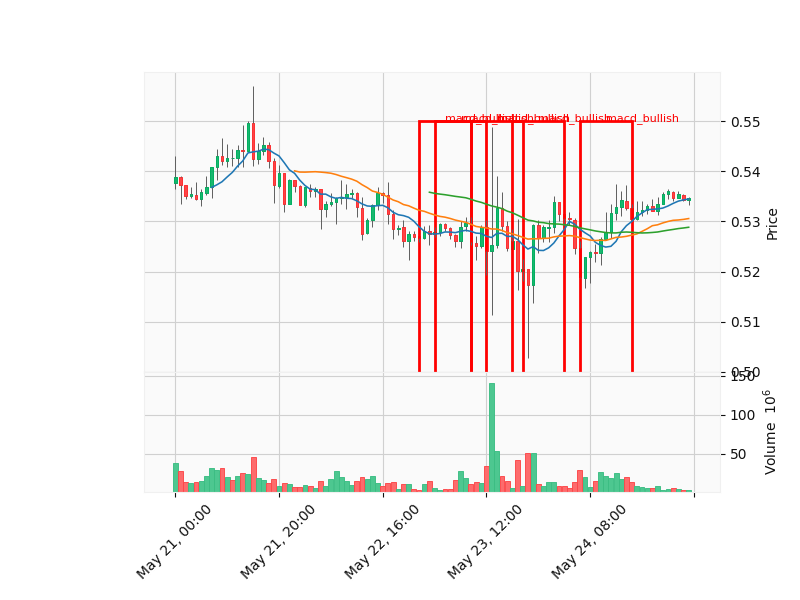 macd_bullish
0.55
0.54
0.53
0.52
0.51
0.50
Price
150
100
50
Volume 10^6
May 21, 00:00
May 21, 20:00
May 22, 16:00
May 23, 12:00
May 24, 08:00